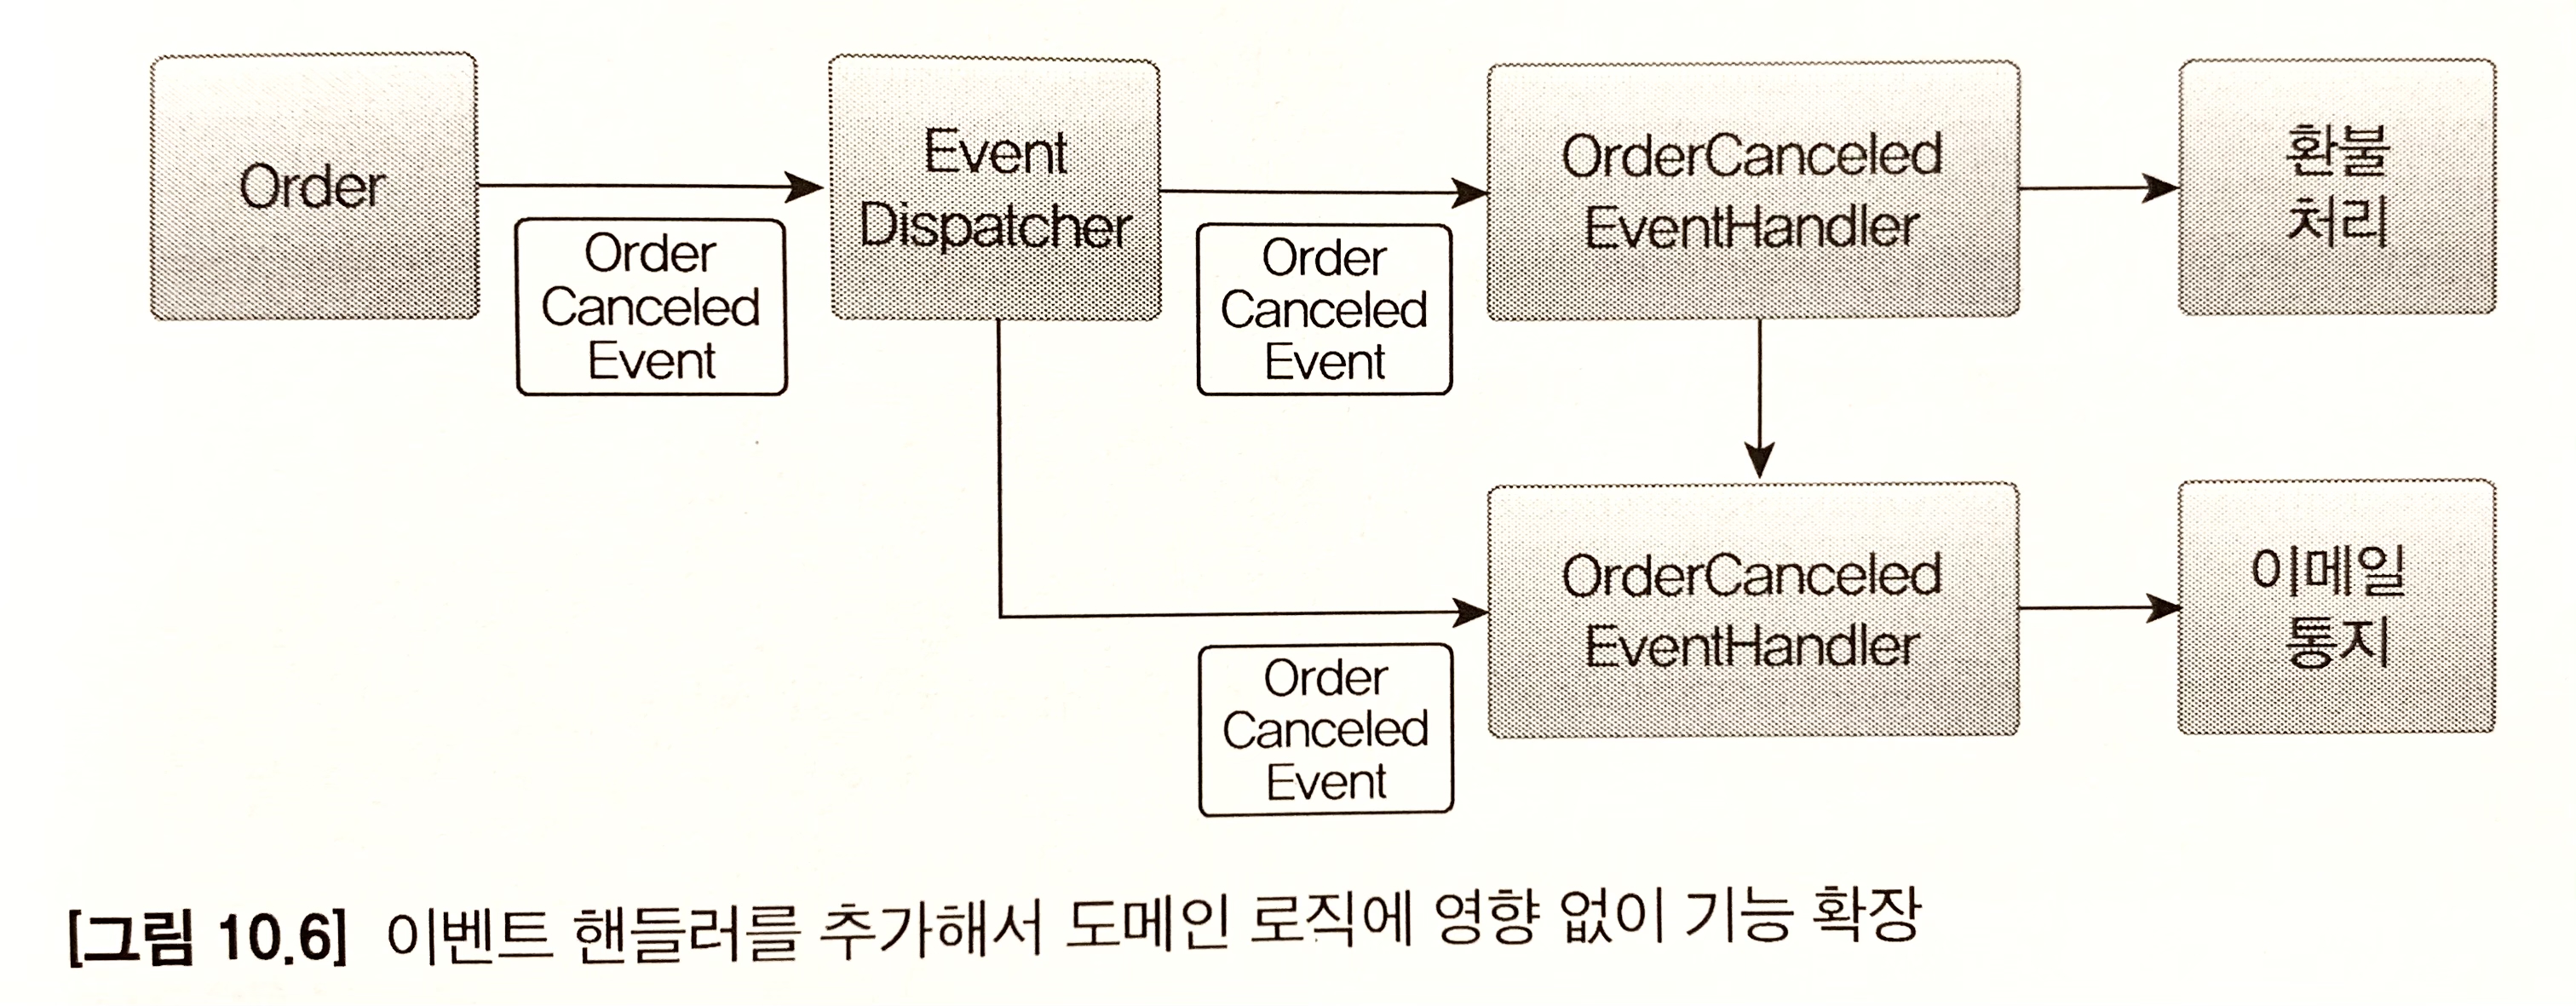 Order
Order
Canceled
Event
Event
Dispatcher
Order
Canceled
Event
OrderCanceled
EventHandler
환불
처리
Order
Canceled
Event
OrderCanceled
EventHandler
이메일
통지
[그림 10.6] 이벤트 핸들러를 추가해서 도메인 로직에 영향 없이 기능 확장